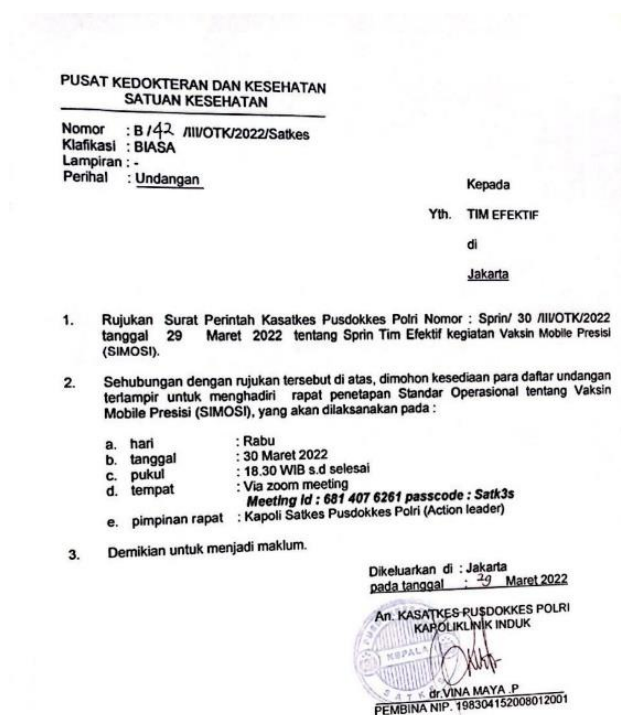 PUSAT KEDOKTERAN DAN KESEHATAN
SATUAN KESEHATAN
Nomor : B / 142 /III/OTK/2022/Satkes
Klafikasi : BIASA
Lampiran : -
Perihal : Undangan
Kepada
Yth. TIM EFEKTIF
di
Jakarta
1. Rujukan Surat Perintah Kasatkes Pusdokkes Polri Nomor : Sprin/ 30 /III/OTK/2022
tanggal 29 Maret 2022 tentang Sprin Tim Efektif kegiatan Vaksin Mobile Presisi
(SIMOSI).
2. Sehubungan dengan rujukan tersebut di atas, dimohon kesediaan para daftar undangan
terlampir untuk menghadiri rapat penetapan Standar Operasional tentang Vaksin
Mobile Presisi (SIMOSI), yang akan dilaksanakan pada :
a. hari : Rabu
b. tanggal : 30 Maret 2022
c. pukul : 18.30 WIB s.d selesai
d. tempat : Via zoom meeting
Meeting Id : 681 407 6261 passcode : Satk3s
e. pimpinan rapat : Kapoli Satkes Pusdokkes Polri (Action leader)
3. Demikian untuk menjadi maklum.
Dikeluarkan di : Jakarta
pada tanggal : 29 Maret 2022
An. KASATKES PUSDOKKES POLRI
KAPOLIKLINIK INDUK
KEPALA
SATKES
dr.VINA MAYA .P
PEMBINA NIP. 198304152008012001